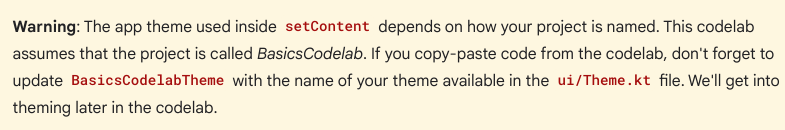 Warning: The app theme used inside setContent depends on how your project is named. This codelab
assumes that the project is called BasicsCodelab. If you copy-paste code from the codelab, don't forget to
update BasicsCodelabTheme with the name of your theme available in the ui/Theme.kt file. We'll get into
theming later in the codelab.